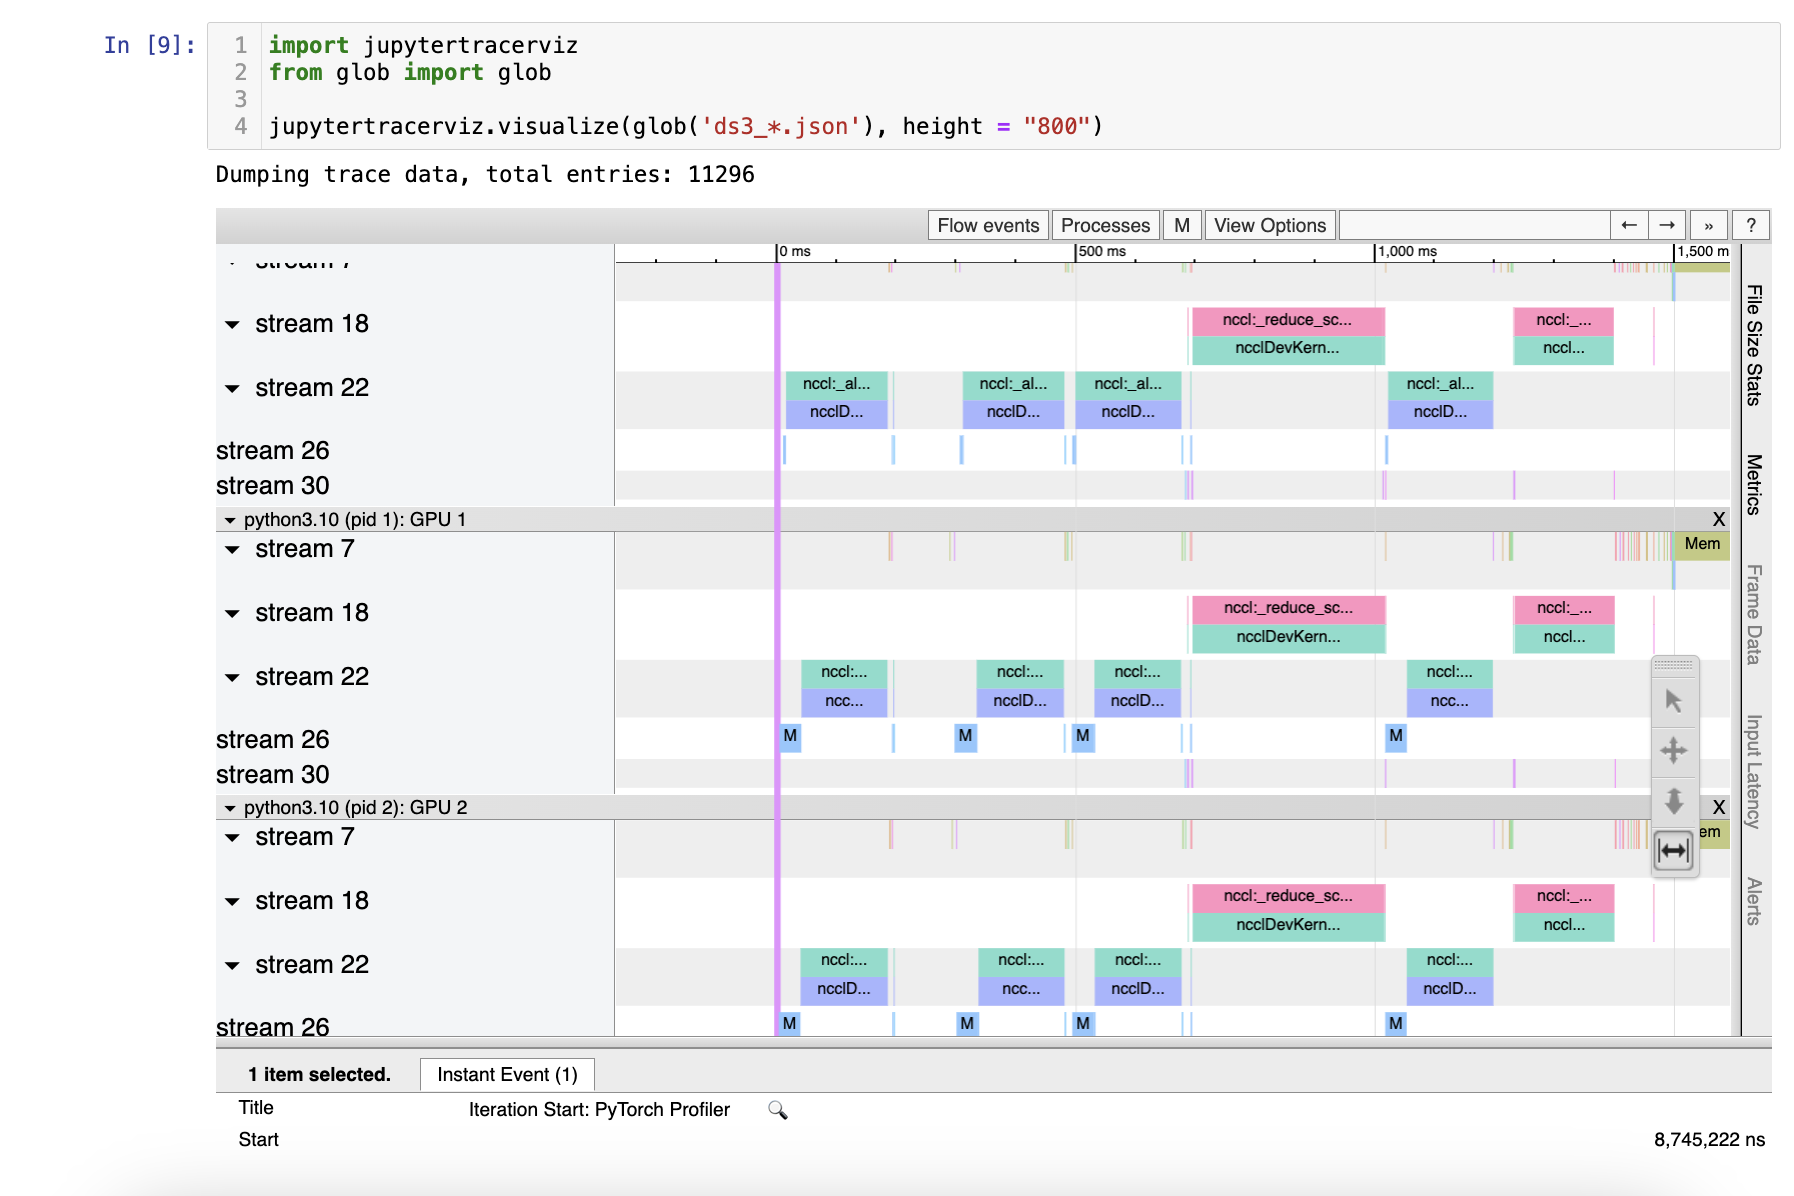 In [9]:
1 import jupytertracerviz
2 from glob import glob
3
4 jupytertracerviz.visualize(glob('ds3_*.json'), height = "800")
Dumping trace data, total entries: 11296
Flow events Processes M View Options ← → » ?
0 ms 500 ms 1,000 ms 1,500 m
stream 7
stream 18 nccl:_reduce_sc... nccl:_...
ncclDevKern... nccl...
stream 22 nccl:_al... nccl:_al... nccl:_al... nccl:_al...
ncclD... ncclD... ncclD... ncclD...
stream 26
stream 30
python3.10 (pid 1): GPU 1 X
stream 7 Mem
stream 18 nccl:_reduce_sc... nccl:_...
ncclDevKern... nccl...
stream 22 nccl:... nccl:... nccl:... nccl:...
ncc... ncclD... ncclD... ncc...
stream 26 M M M M
stream 30
python3.10 (pid 2): GPU 2 X
stream 7 em
stream 18 nccl:_reduce_sc... nccl:_...
ncclDevKern... nccl...
stream 22 nccl:... nccl:... nccl:... nccl:...
ncclD... ncc... ncclD... ncclD...
stream 26 M M M M
File Size Stats
Metrics
Frame Data
Input Latency
Alerts
1 item selected. Instant Event (1)
Title Iteration Start: PyTorch Profiler
Start 8,745,222 ns